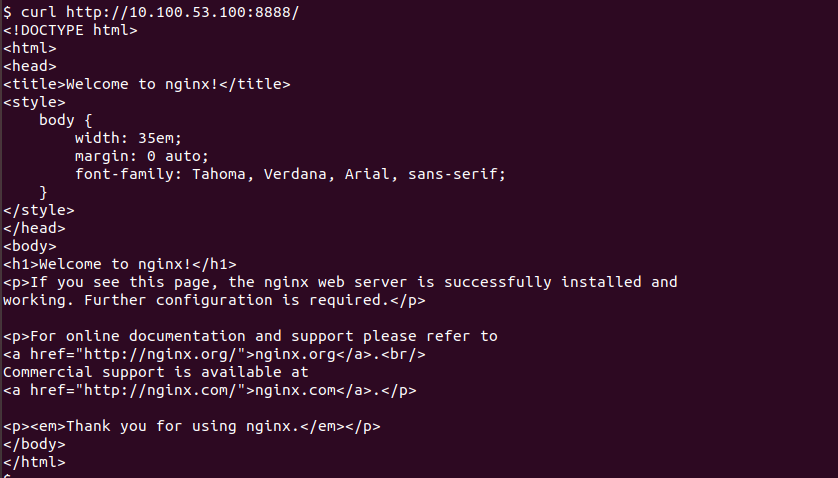 $ curl http://10.100.53.100:8888/
<!DOCTYPE html>
<html>
<head>
<title>Welcome to nginx!</title>
<style>
    body {
        width: 35em;
        margin: 0 auto;
        font-family: Tahoma, Verdana, Arial, sans-serif;
    }
</style>
</head>
<body>
<h1>Welcome to nginx!</h1>
<p>If you see this page, the nginx web server is successfully installed and
working. Further configuration is required.</p>

<p>For online documentation and support please refer to
<a href="http://nginx.org/">nginx.org</a>.<br/>
Commercial support is available at
<a href="http://nginx.com/">nginx.com</a>.</p>

<p><em>Thank you for using nginx.</em></p>
</body>
</html>
$